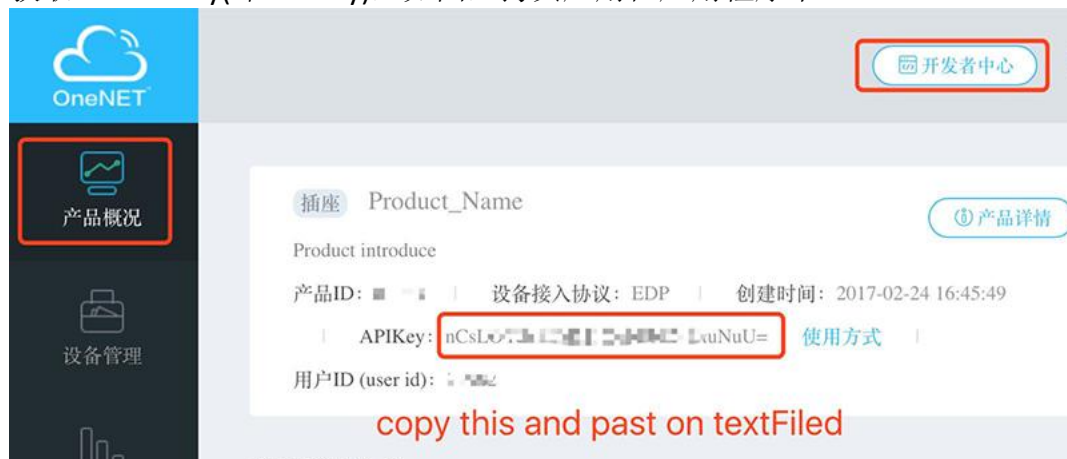 开发者中心
OneNET
产品概况
插座 Product_Name
产品详情
Product introduce
产品ID: 设备接入协议: EDP 创建时间: 2017-02-24 16:45:49
APIKey: 使用方式
设备管理
用户ID (user id):
copy this and past on textFiled